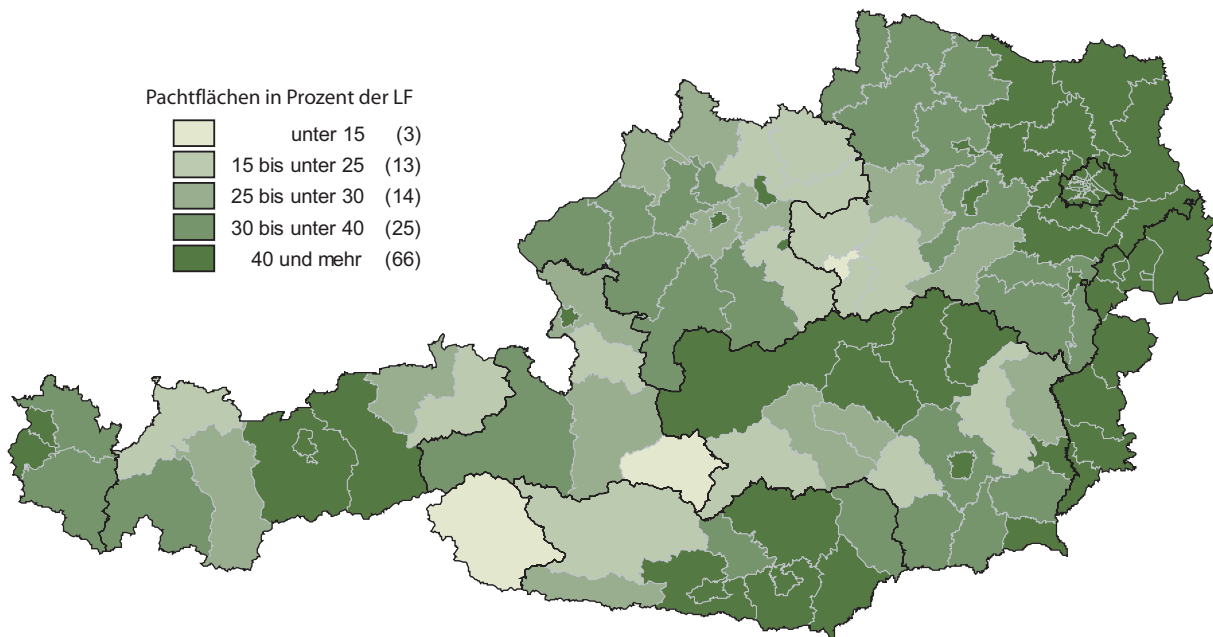 Pachtflächen in Prozent der LF
unter 15 (3)
15 bis unter 25 (13)
25 bis unter 30 (14)
30 bis unter 40 (25)
40 und mehr (66)